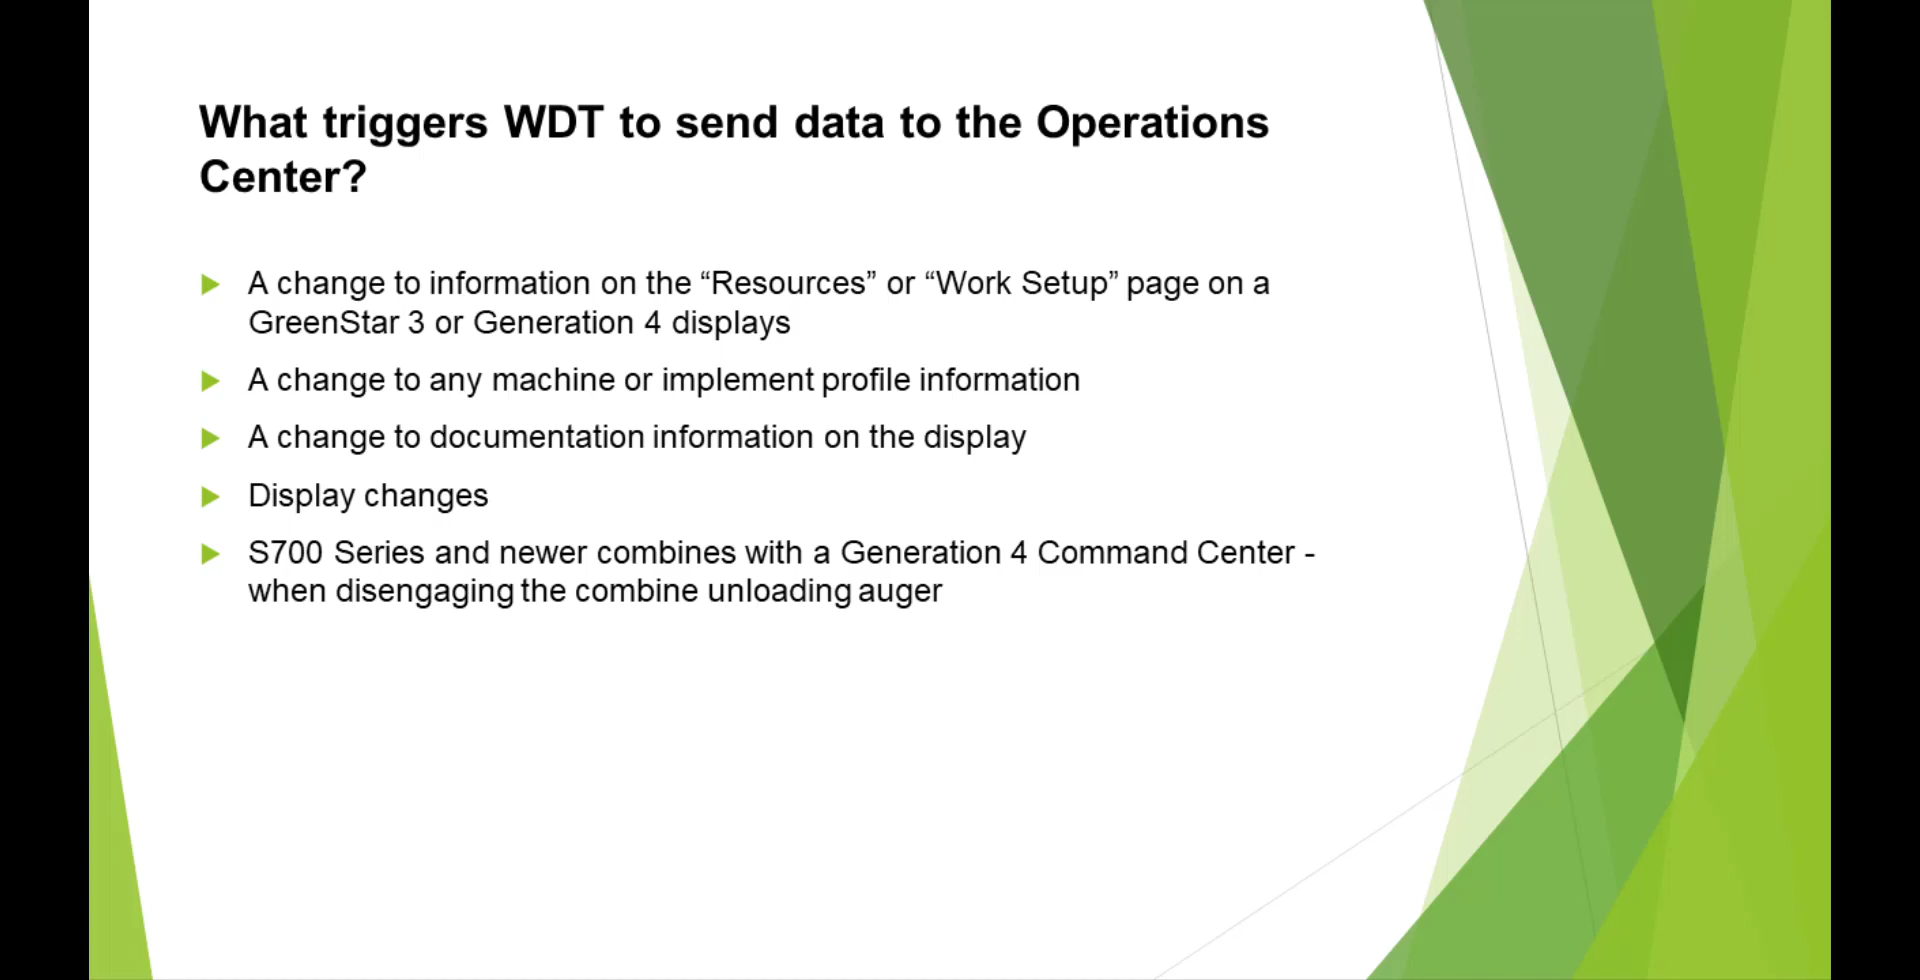 What triggers WDT to send data to the Operations
Center?
A change to information on the “Resources” or “Work Setup” page on a
GreenStar 3 or Generation 4 displays
A change to any machine or implement profile information
A change to documentation information on the display
Display changes
S700 Series and newer combines with a Generation 4 Command Center -
when disengaging the combine unloading auger